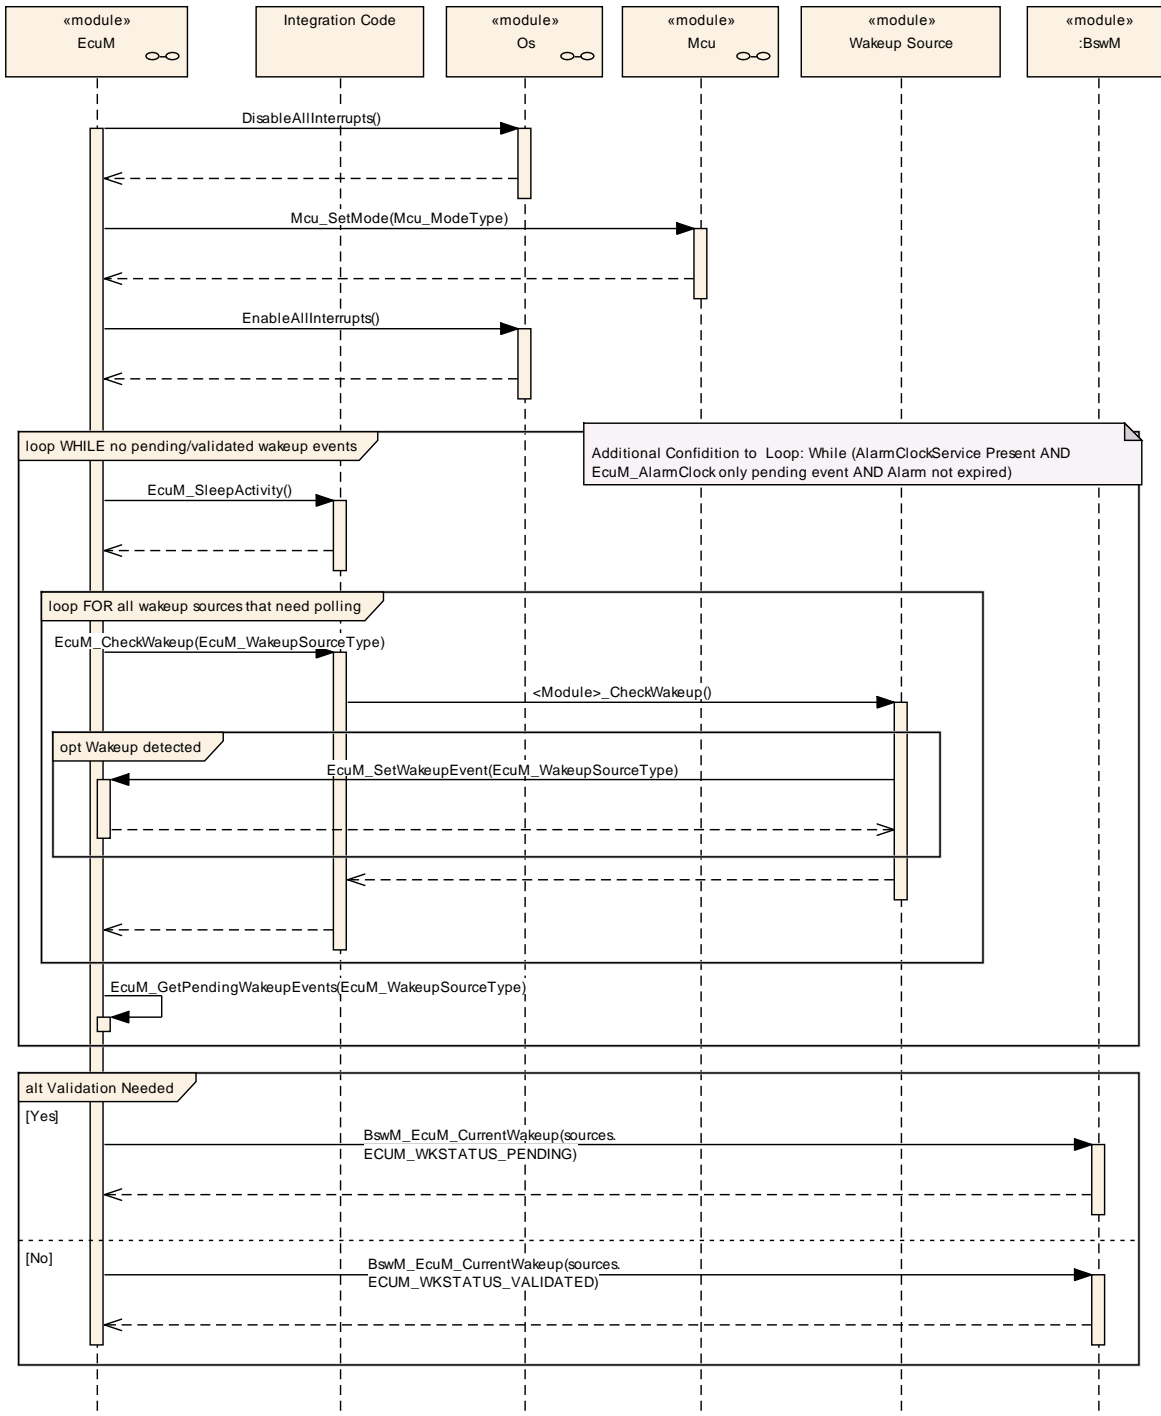 «module»
EcuM
Integration Code
«module»
Os
«module»
Mcu
«module»
Wakeup Source
«module»
:BswM
DisableAllInterrupts()
Mcu_SetMode(Mcu_ModeType)
EnableAllInterrupts()
loop WHILE no pending/validated wakeup events
Additional Confidition to Loop: While (AlarmClockService Present AND
EcuM_AlarmClock only pending event AND Alarm not expired)
EcuM_SleepActivity()
loop FOR all wakeup sources that need polling
EcuM_CheckWakeup(EcuM_WakeupSourceType)
<Module>_CheckWakeup()
opt Wakeup detected
EcuM_SetWakeupEvent(EcuM_WakeupSourceType)
EcuM_GetPendingWakeupEvents(EcuM_WakeupSourceType)
alt Validation Needed
[Yes]
BswM_EcuM_CurrentWakeup(sources.
ECUM_WKSTATUS_PENDING)
[No]
BswM_EcuM_CurrentWakeup(sources.
ECUM_WKSTATUS_VALIDATED)